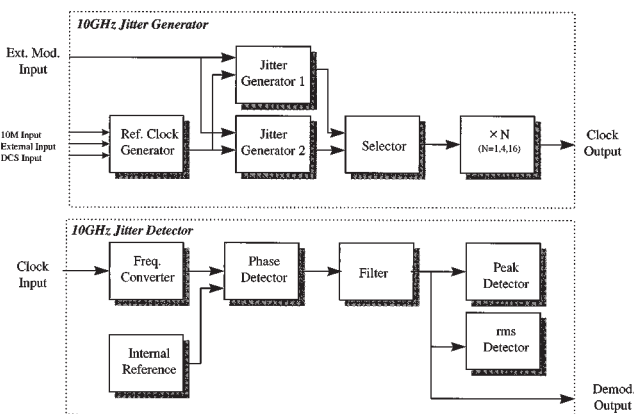 10GHz Jitter Generator
Ext. Mod.
Input
Jitter
Generator 1
10M Input
External Input
DCS Input
Ref. Clock
Generator
Jitter
Generator 2
Selector
×N
(N=1,4,16)
Clock
Output
10GHz Jitter Detector
Clock
Input
Freq.
Converter
Phase
Detector
Filter
Peak
Detector
Internal
Reference
rms
Detector
Demod.
Output